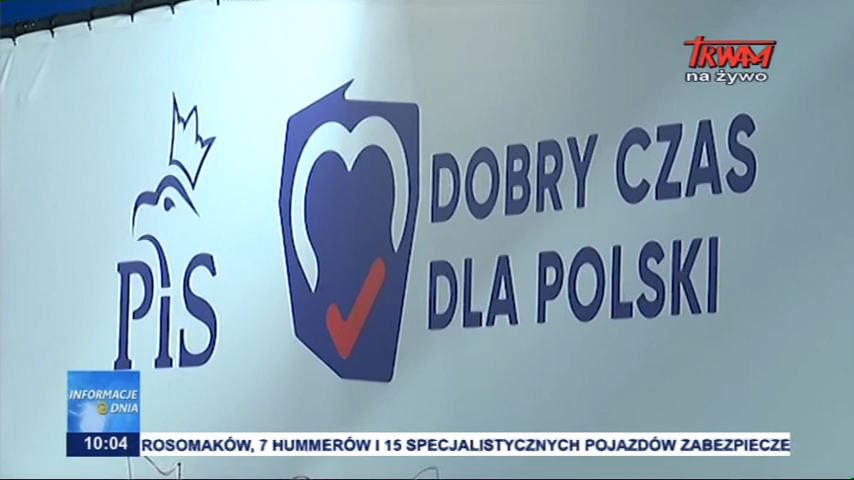 TRWAM
na żywo
PiS
DOBRY CZAS
DLA POLSKI
INFORMACJE
DNIA
10:04
ROSOMAKÓW, 7 HUMMERÓW I 15 SPECJALISTYCZNYCH POJAZDÓW ZABEZPIECZE